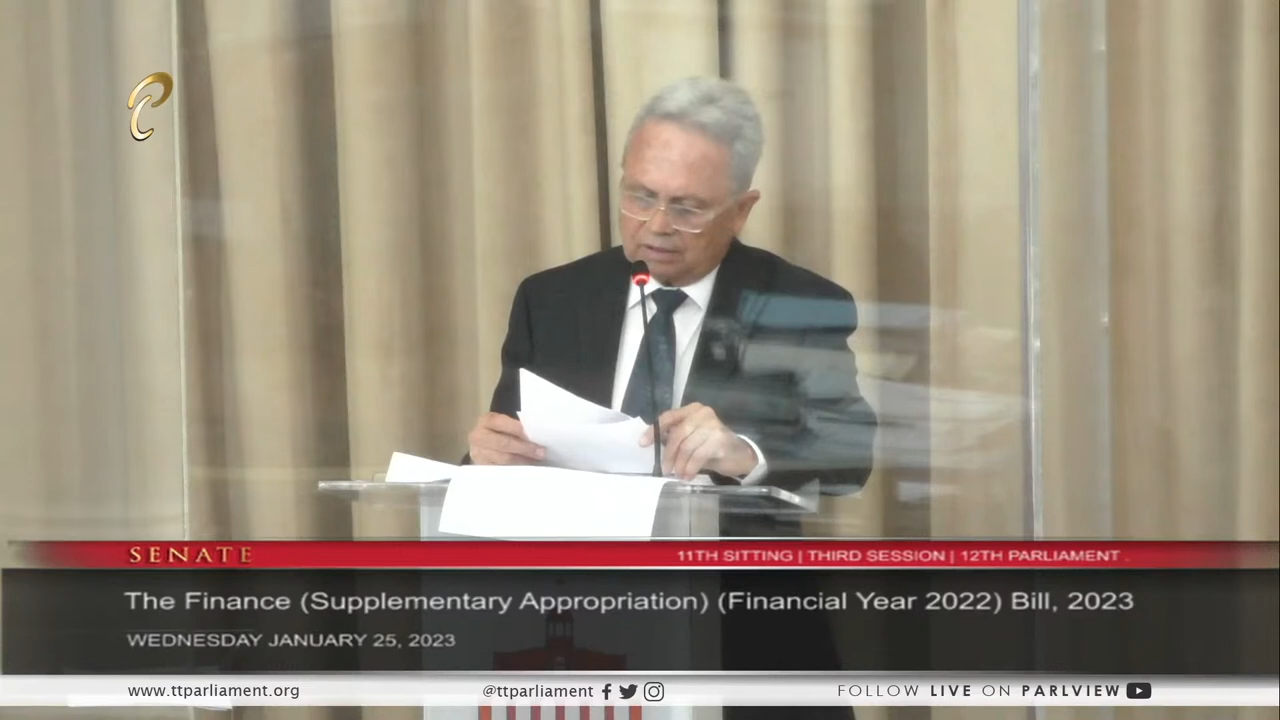 SENATE
11TH SITTING | THIRD SESSION | 12TH PARLIAMENT .
The Finance (Supplementary Appropriation) (Financial Year 2022) Bill, 2023
WEDNESDAY JANUARY 25, 2023
www.ttparliament.org
@ttparliament
FOLLOW LIVE ON PARLVIEW